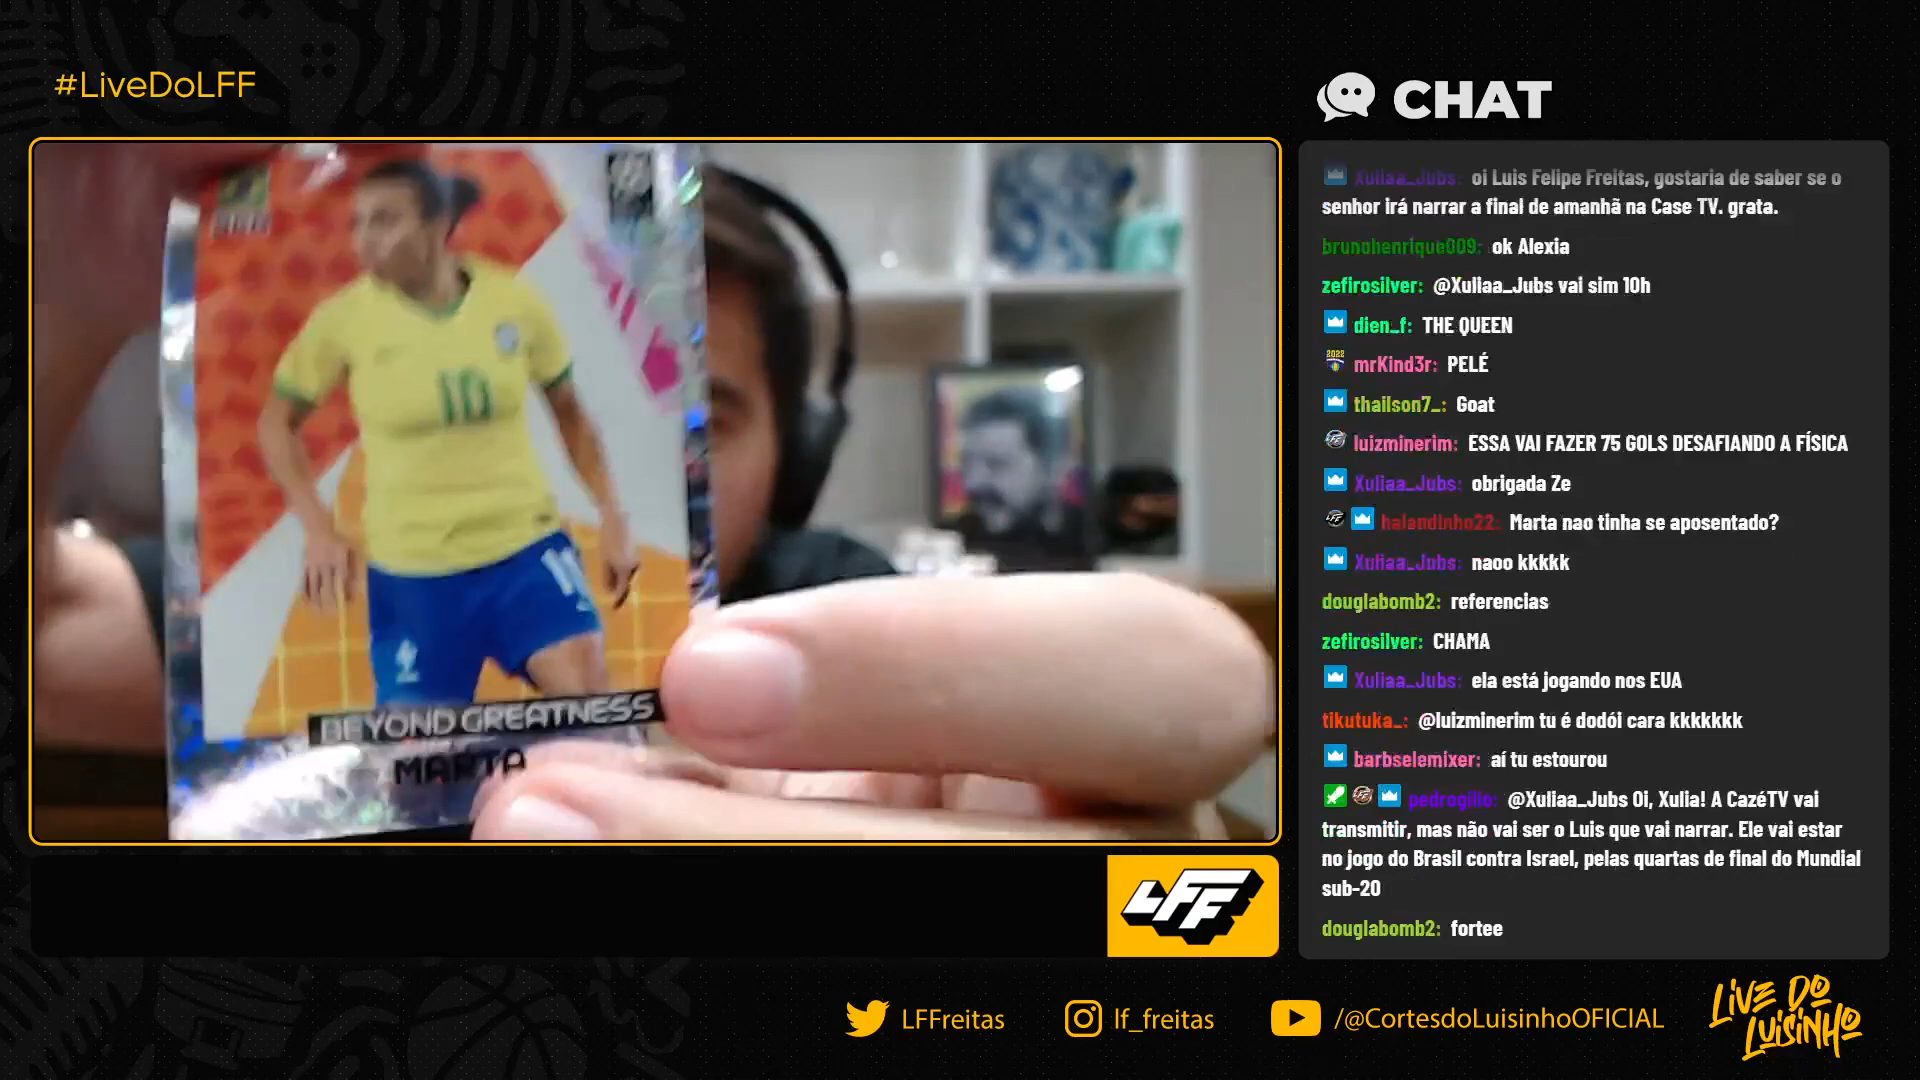 #LiveDoLFF
CHAT
BEYOND GREATNESS
MARTA
10
10
Xuliaa_Jubs: oi Luis Felipe Freitas, gostaria de saber se o
senhor irá narrar a final de amanhã na Case TV. grata.
brunohenrique009: ok Alexia
zefirosilver: @Xuliaa_Jubs vai sim 10h
dien_f: THE QUEEN
mrKind3r: PELÉ
thailson7_: Goat
luizminerim: ESSA VAI FAZER 75 GOLS DESAFIANDO A FÍSICA
Xuliaa_Jubs: obrigada Ze
halandinho22: Marta nao tinha se aposentado?
Xuliaa_Jubs: naoo kkkkk
douglabomb2: referencias
zefirosilver: CHAMA
Xuliaa_Jubs: ela está jogando nos EUA
tikutuka_: @luizminerim tu é dodói cara kkkkkkk
barbselemixer: aí tu estourou
pedrogillo: @Xuliaa_Jubs Oi, Xulia! A CazéTV vai
transmitir, mas não vai ser o Luis que vai narrar. Ele vai estar
no jogo do Brasil contra Israel, pelas quartas de final do Mundial
sub-20
douglabomb2: fortee
LFF
LFFreitas
lf_freitas
/@CortesdoLuisinhoOFICIAL
LIVE DO
LUISINHO